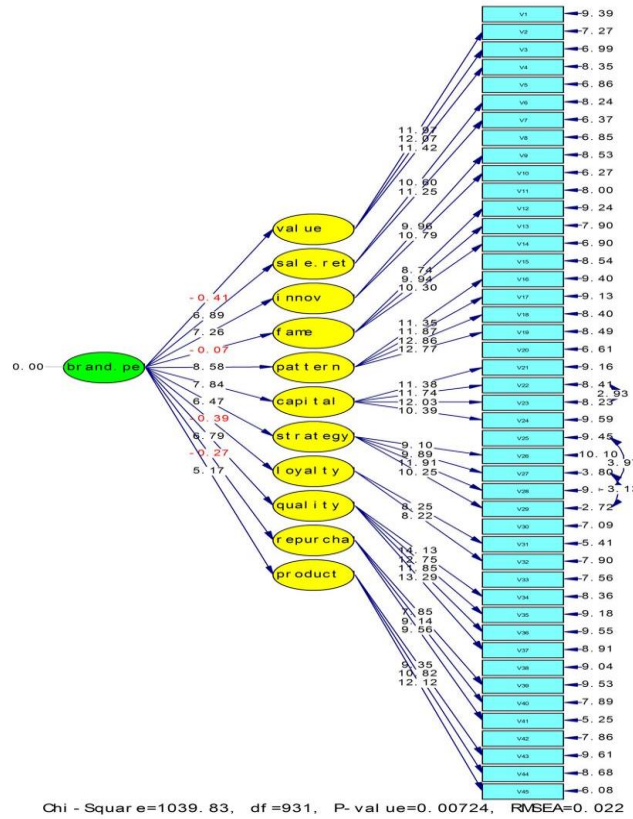 0.00
brand.pe
-0.41
6.89
7.26
-0.07
8.58
7.84
6.47
-0.39
6.79
-0.27
5.17
value
sale.ret
innov
fame
pattern
capital
strategy
loyalty
quality
repurcha
product
11.97
12.07
11.42
10.60
11.25
9.96
10.79
8.74
9.94
10.30
11.35
11.87
12.86
12.77
11.38
11.74
12.03
10.39
9.10
9.89
11.91
10.25
8.25
8.22
14.13
12.75
11.85
13.29
7.85
9.14
9.56
9.35
10.82
12.12
V1 9.39
V2 7.27
V3 6.99
V4 8.35
V5 6.86
V6 8.24
V7 6.37
V8 6.85
V9 8.53
V10 6.27
V11 8.00
V12 9.24
V13 7.90
V14 6.90
V15 8.54
V16 9.40
V17 9.13
V18 8.40
V19 8.49
V20 6.61
V21 9.16
V22 8.41
2.93
V23 8.23
V24 9.59
V25 9.45
V26 10.10
V27 3.80
V28
V29 2.72
V30 7.09
V31 5.41
V32 7.90
V33 7.56
V34 8.36
V35 9.18
V36 9.55
V37 8.91
V38 9.04
V39 9.53
V40 7.89
V41 5.25
V42 7.86
V43 9.61
V44 8.68
V45 6.08
Chi-Square=1039.83, df=931, P-value=0.00724, RMSEA=0.022